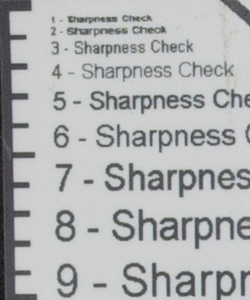 1 - Sharpness Check
2 - Sharpness Check
3 - Sharpness Check
4 - Sharpness Check
5 - Sharpness Che
6 - Sharpness
7 - Sharpnes
8 - Sharpne
9 - Sharpn